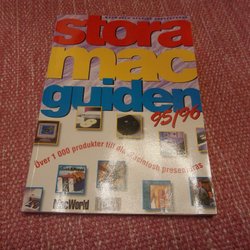 stora
mac
guiden
95/96
Över 1 000 produkter till din Macintosh presenteras
MacWorld